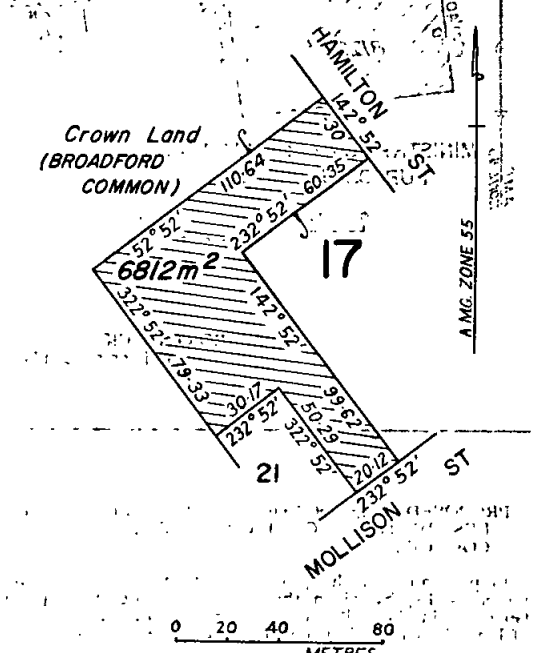 HAMILTON ST
142° 52'
30
Crown Land
(BROADFORD
COMMON)
110·64
52° 52'
60·35
232° 52'
17
6812m²
A.M.G. ZONE 55
322° 52'
79·33
142° 52'
99·62
30·17
232° 52'
50·29
322° 52'
21
20·12
232° 52'
MOLLISON ST
0 20 40 80
METRES